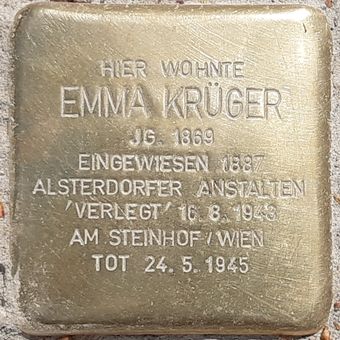 HIER WOHNTE
EMMA KRÜGER
JG. 1869
EINGEWIESEN 1887
ALSTERDORFER ANSTALTEN
'VERLEGT' 16.8.1943
AM STEINHOF / WIEN
TOT 24.5.1945